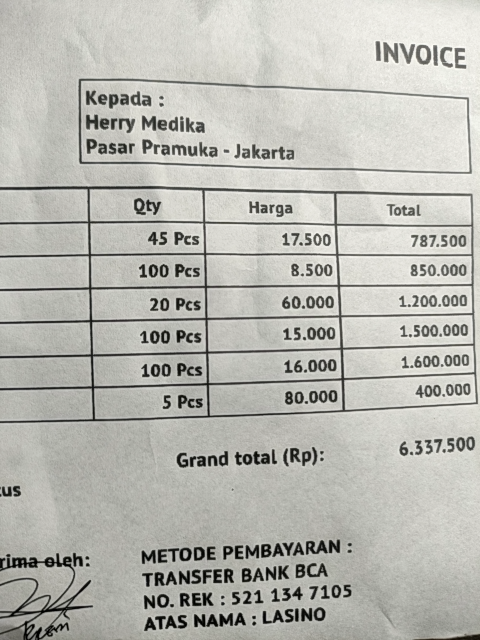 INVOICE
Kepada :
Herry Medika
Pasar Pramuka - Jakarta
Qty Harga Total
45 Pcs 17.500 787.500
100 Pcs 8.500 850.000
20 Pcs 60.000 1.200.000
100 Pcs 15.000 1.500.000
100 Pcs 16.000 1.600.000
5 Pcs 80.000 400.000
Grand total (Rp): 6.337.500
tus
rima oleh:
METODE PEMBAYARAN :
TRANSFER BANK BCA
NO. REK : 521 134 7105
ATAS NAMA : LASINO